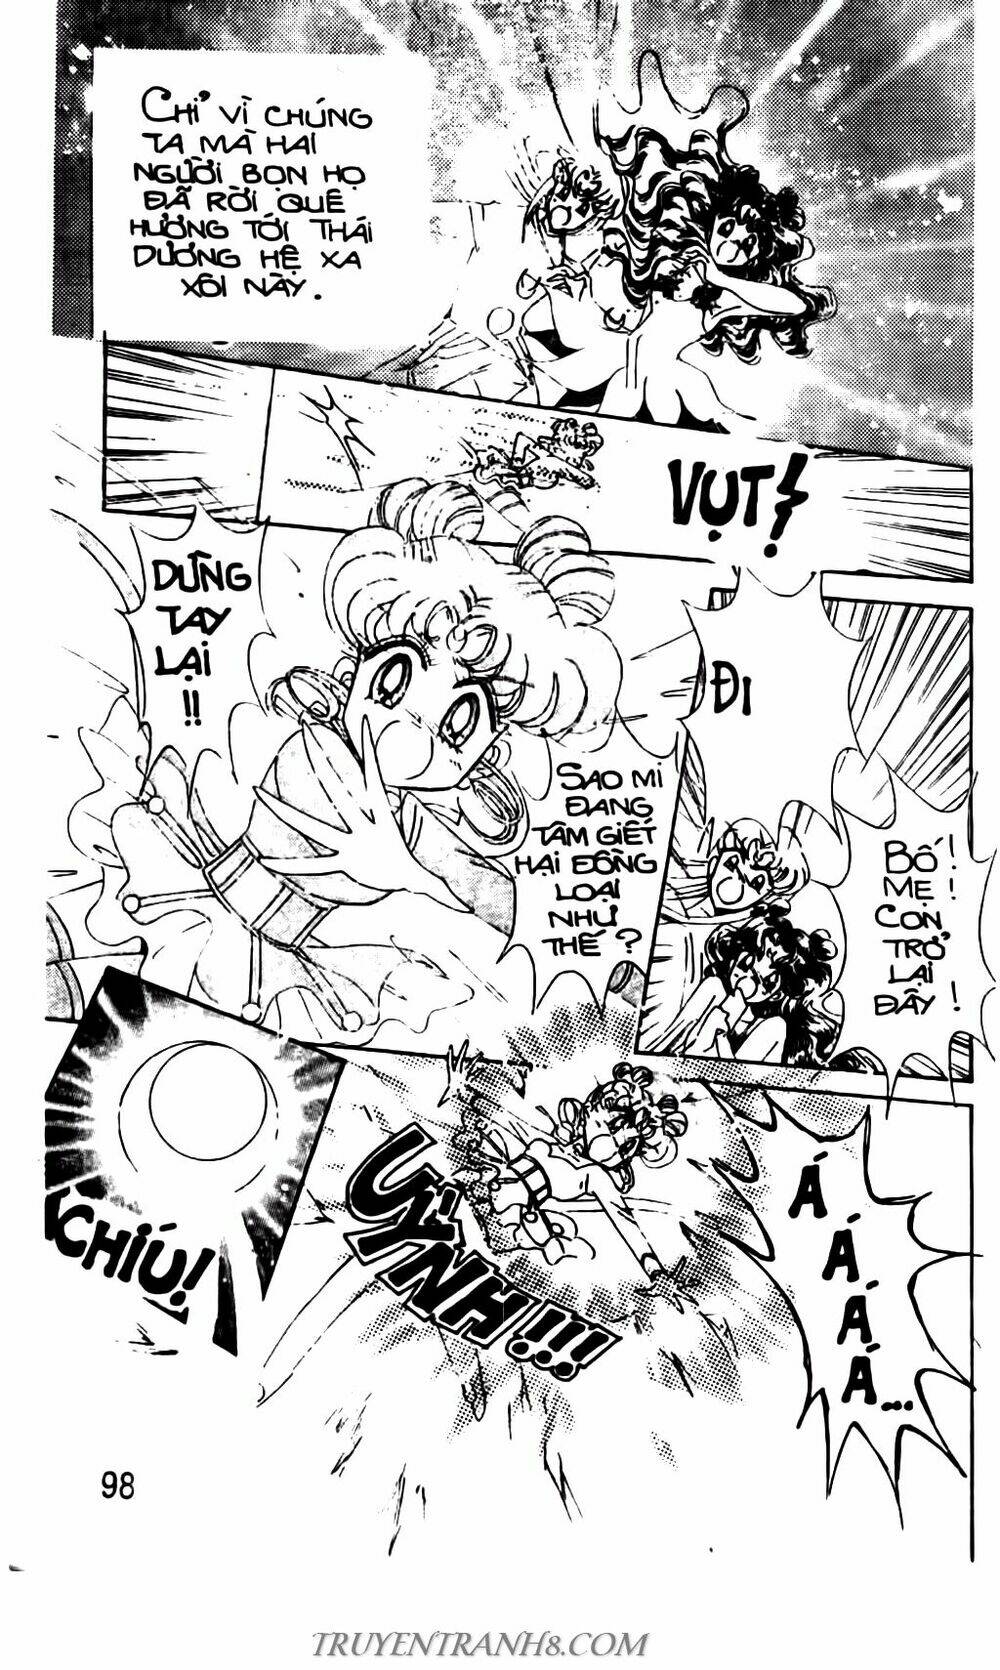 CHỈ VÌ CHÚNG
TA MÀ HAI
NGƯỜI BỌN HỌ
ĐÃ RỜI QUÊ
HƯƠNG TỚI THÁI
DƯƠNG HỆ XA
XÔI NÀY.
VỤT!
DỪNG
TAY
LẠI
!!
SAO MI
ĐANG
TÂM GIẾT
HẠI ĐỒNG
LOẠI
NHƯ
THẾ ?
ĐI
BỐ !
MẸ !
CON
TRỞ
LẠI
ĐÂY !
CHÍU!
UỲNH!!!
Á
Á
Á
Á...
98
TRUYENTRANH8.COM